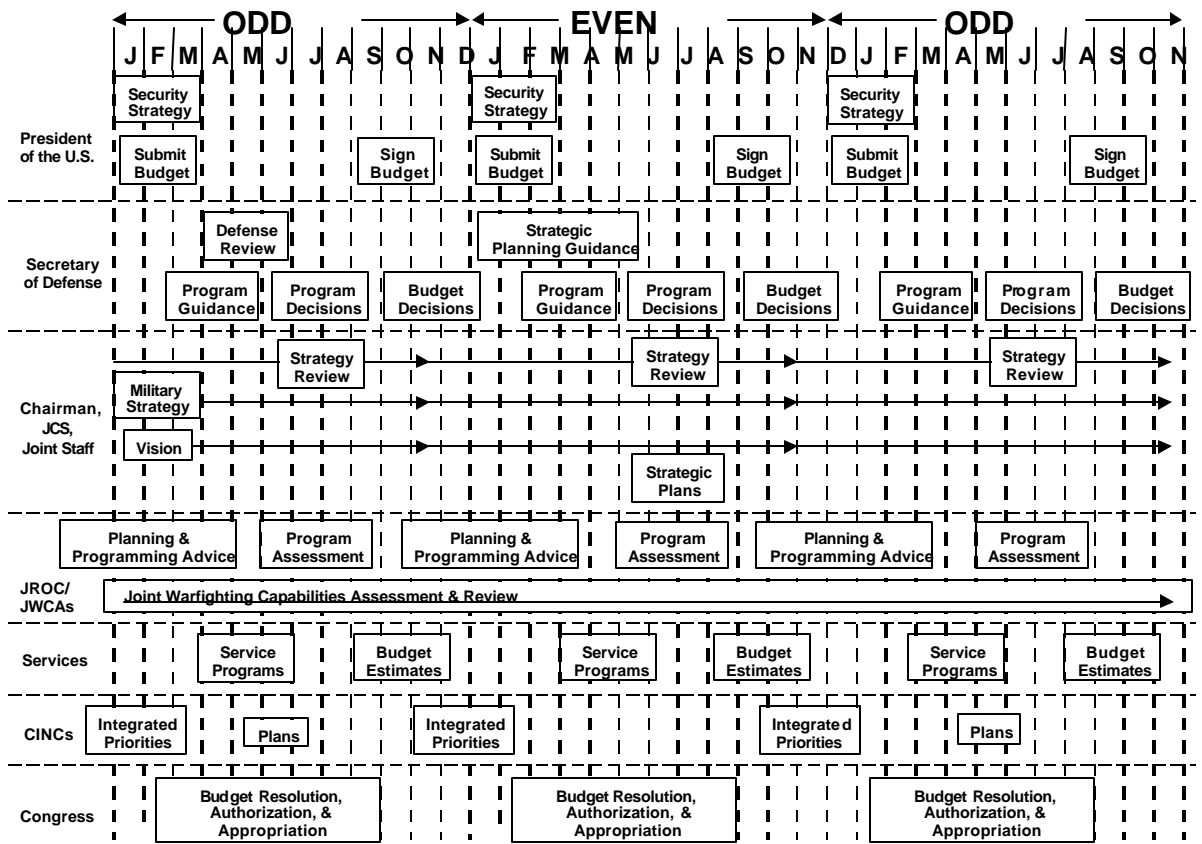 ODD EVEN ODD
J F M A M J J A S O N D J F M A M J J A S O N D J F M A M J J A S O N
Security Security Security
Strategy Strategy Strategy
President
of the U.S.
Submit Sign Submit Sign Submit Sign
Budget Budget Budget Budget Budget Budget
Defense Strategic
Review Planning Guidance
Secretary
of Defense
Program Program Budget Program Program Budget Program Program Budget
Guidance Decisions Decisions Guidance Decisions Decisions Guidance Decisions Decisions
Strategy Strategy Strategy
Review Review Review
Military
Strategy
Chairman,
JCS,
Joint Staff
Vision
Strategic
Plans
Planning & Program Planning & Program Planning & Program
Programming Advice Assessment Programming Advice Assessment Programming Advice Assessment
JROC/
JWCAs
Joint Warfighting Capabilities Assessment & Review
Services
Service Budget Service Budget Service Budget
Programs Estimates Programs Estimates Programs Estimates
CINCs
Integrated Plans Integrated Integrated Plans
Priorities Priorities Priorities
Congress
Budget Resolution, Budget Resolution, Budget Resolution,
Authorization, & Authorization, & Authorization, &
Appropriation Appropriation Appropriation